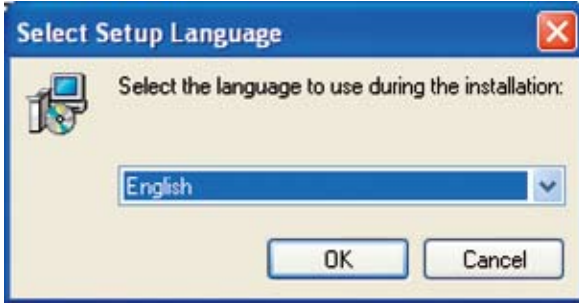 Select Setup Language
Select the language to use during the installation:
English
OK
Cancel